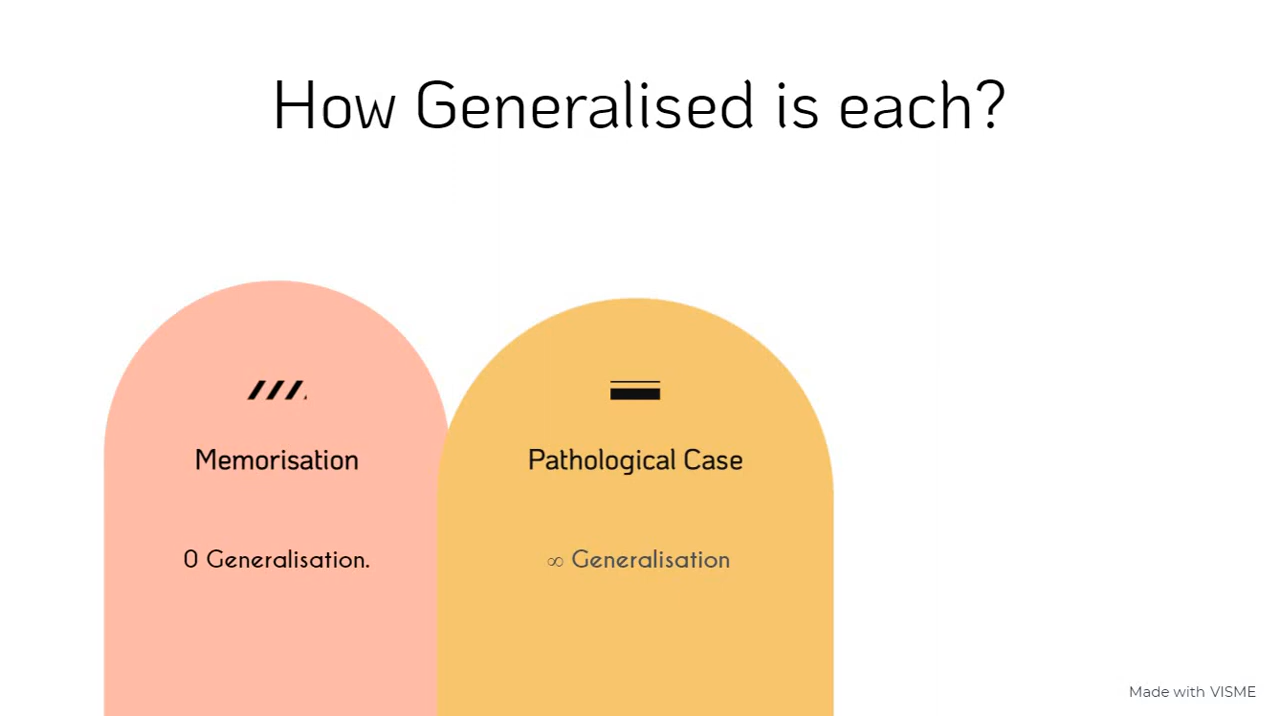 How Generalised is each?
Memorisation
Pathological Case
0 Generalisation.
∞ Generalisation
Made with VISME